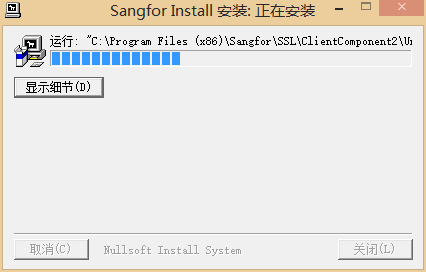 Sangfor Install 安装: 正在安装
运行: "C:\Program Files (x86)\Sangfor\SSL\ClientComponent2\Un
显示细节(D)
取消(C)
Nullsoft Install System
关闭(L)